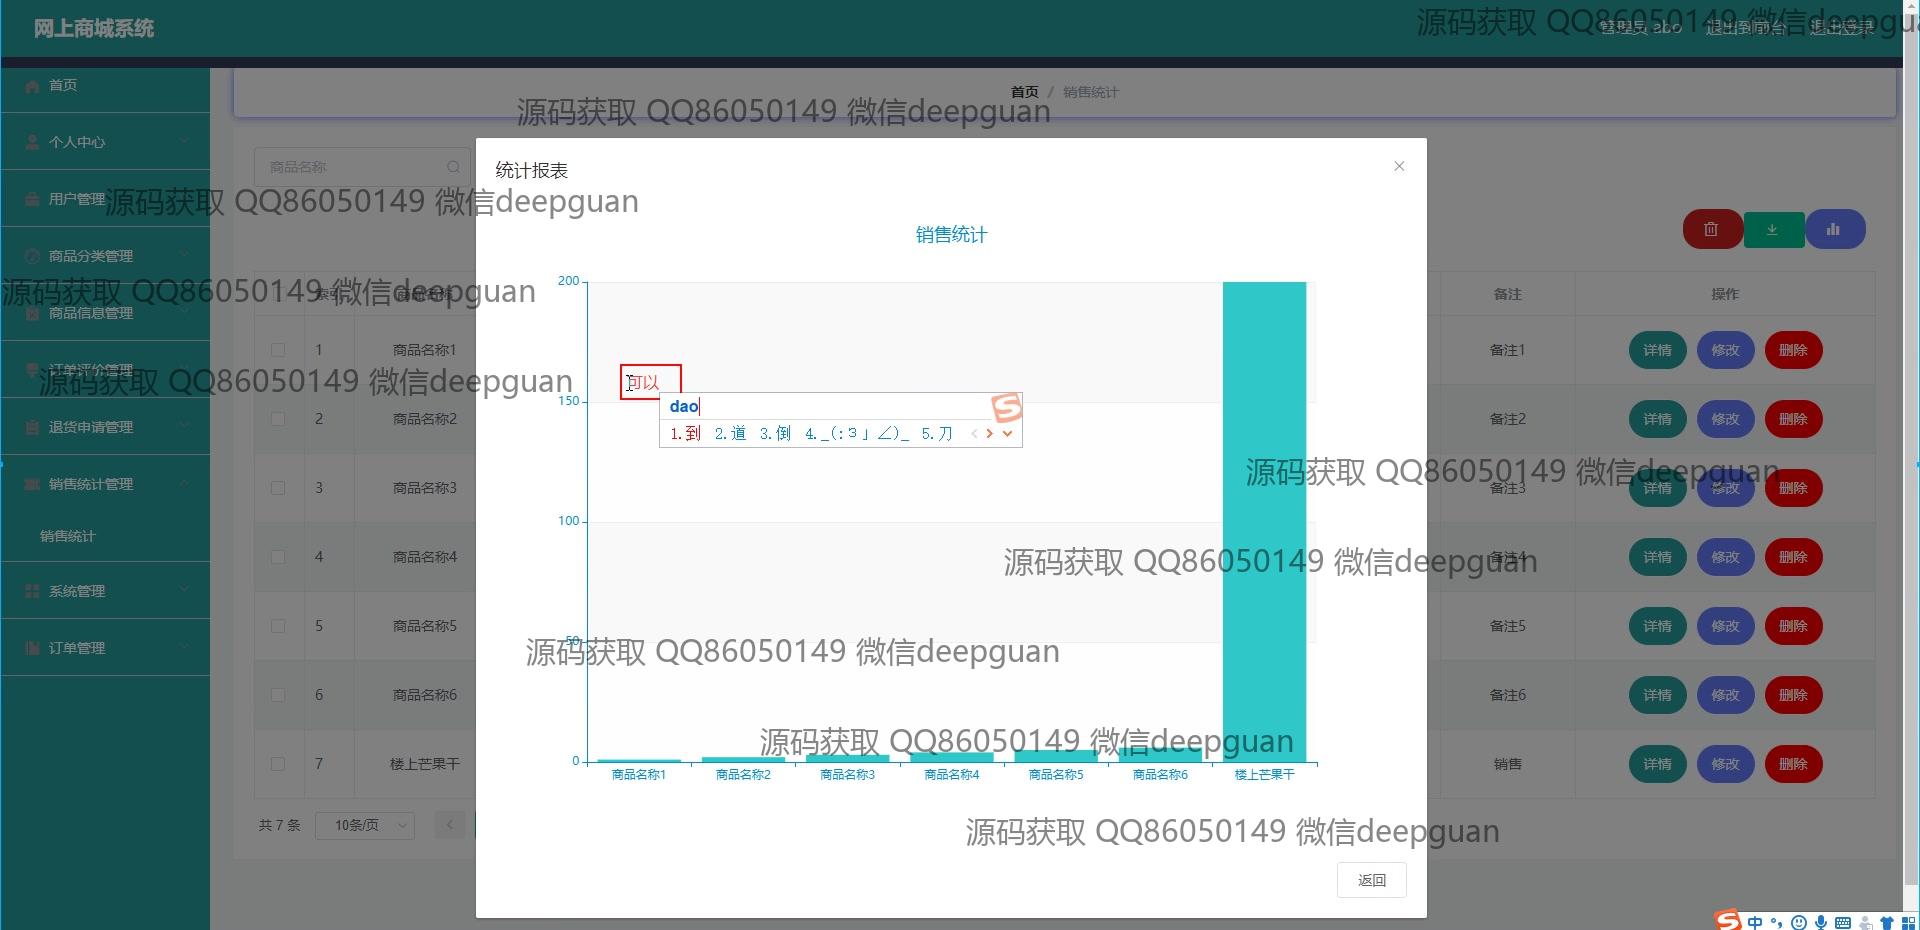 网上商城系统
管理员 abo 退出到前台 退出登录
源码获取 QQ86050149 微信deepgua
首页
个人中心
用户管理
商品分类管理
商品信息管理
订单评价管理
退货申请管理
销售统计管理
销售统计
系统管理
订单管理
首页 / 销售统计
源码获取 QQ86050149 微信deepguan
商品名称
源码获取 QQ86050149 微信deepguan
源码获取 QQ86050149 微信deepguan
源码获取 QQ86050149 微信deepguan
索引 商品名称 备注 操作
1 商品名称1 备注1 详情 修改 删除
2 商品名称2 备注2 详情 修改 删除
3 商品名称3 备注3 详情 修改 删除
4 商品名称4 备注4 详情 修改 删除
5 商品名称5 备注5 详情 修改 删除
6 商品名称6 备注6 详情 修改 删除
7 楼上芒果干 销售 详情 修改 删除
共 7 条 10条/页
统计报表
销售统计
200
150
100
50
0
可以
dao
1.到 2.道 3.倒 4._(:3」∠)_ 5.刀
源码获取 QQ86050149 微信deepguan
源码获取 QQ86050149 微信deepguan
源码获取 QQ86050149 微信deepguan
源码获取 QQ86050149 微信deepguan
商品名称1 商品名称2 商品名称3 商品名称4 商品名称5 商品名称6 楼上芒果干
源码获取 QQ86050149 微信deepguan
返回
中